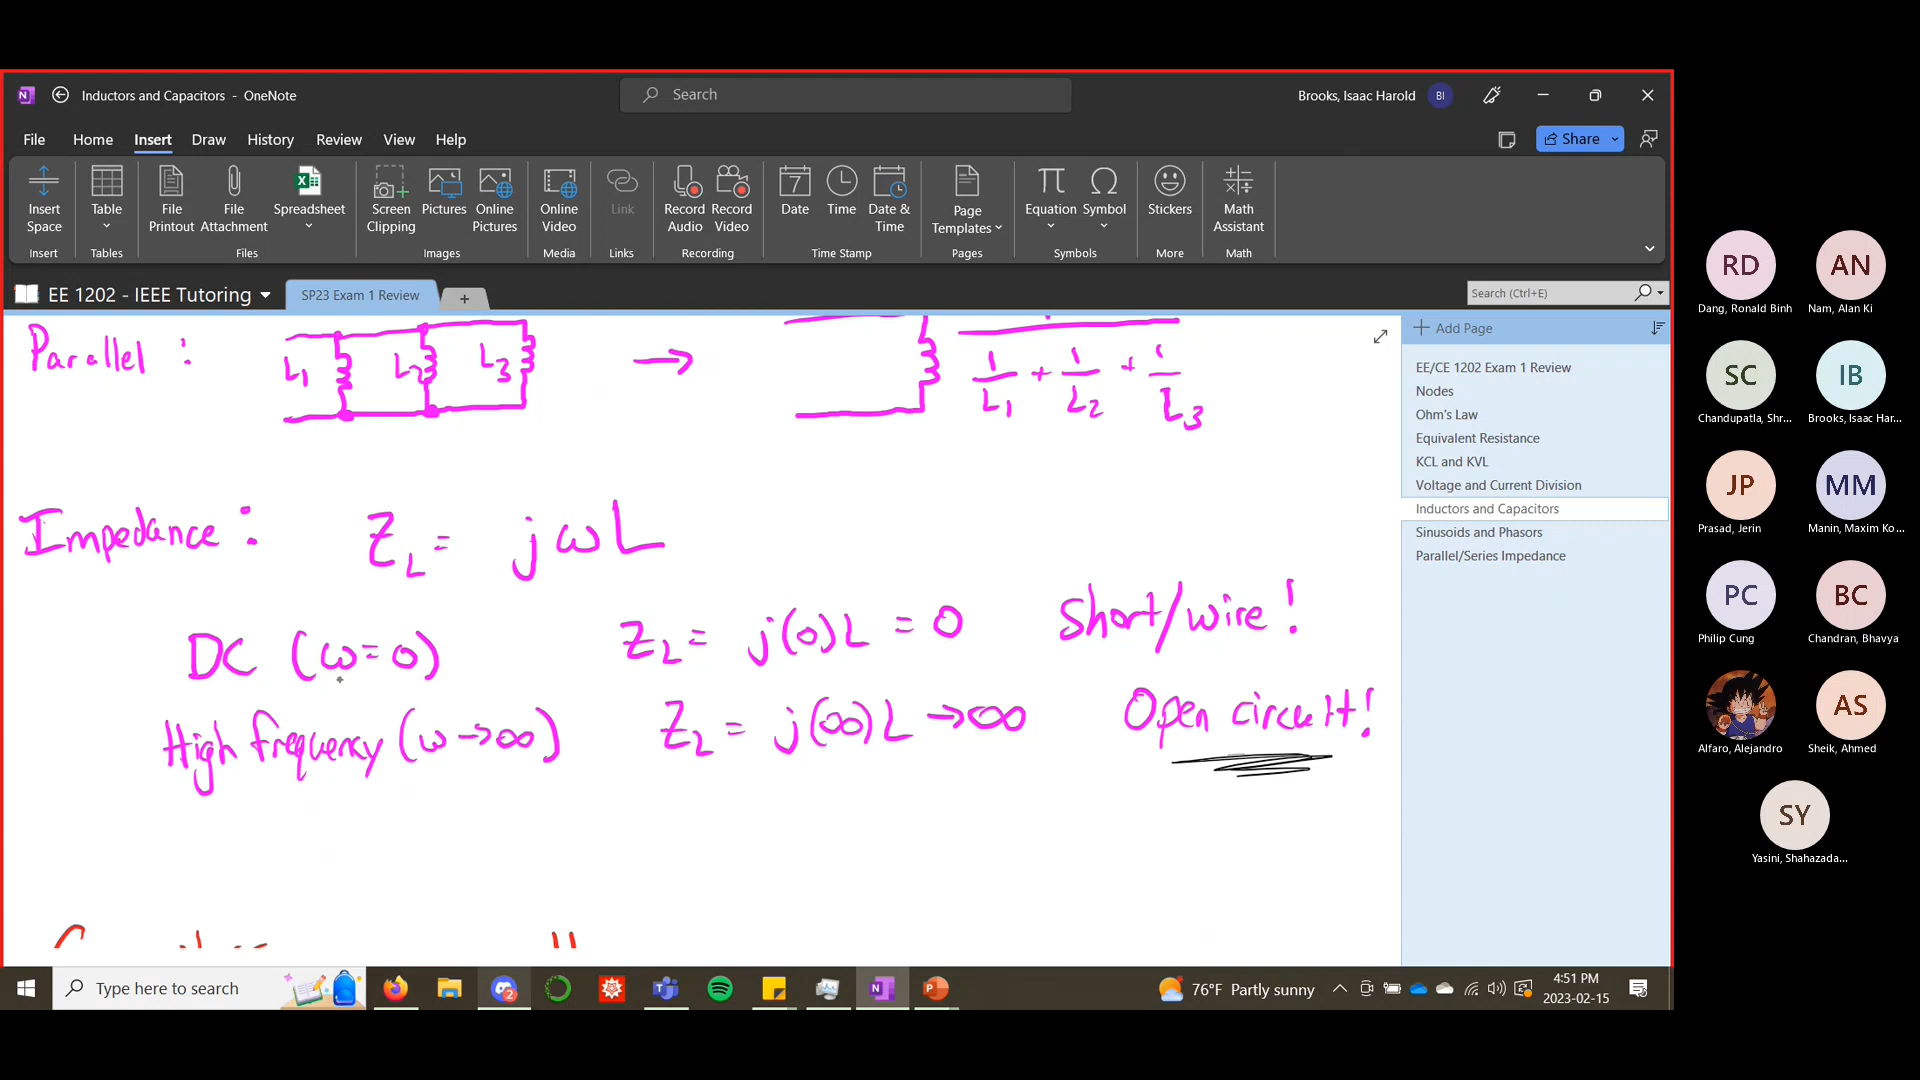 Inductors and Capacitors - OneNote
Search
Brooks, Isaac Harold
BI
File Home Insert Draw History Review View Help
Share
Insert Space
Table
File Printout
File Attachment
Spreadsheet
Screen Clipping
Pictures
Online Pictures
Online Video
Link
Record Audio
Record Video
Date
Time
Date & Time
Page Templates
Equation
Symbol
Stickers
Math Assistant
Insert Tables Files Images Media Links Recording Time Stamp Pages Symbols More Math
EE 1202 - IEEE Tutoring
SP23 Exam 1 Review
+
Search (Ctrl+E)
Add Page
EE/CE 1202 Exam 1 Review
Nodes
Ohm's Law
Equivalent Resistance
KCL and KVL
Voltage and Current Division
Inductors and Capacitors
Sinusoids and Phasors
Parallel/Series Impedance
Parallel : L1 L2 L3 → 1/L1 + 1/L2 + 1/L3
Impedance: ZL = jωL
DC (ω=0) ZL = j(0)L = 0 Short/wire!
High frequency (ω→∞) ZL = j(∞)L →∞ Open circuit!
RD
Dang, Ronald Binh
AN
Nam, Alan Ki
SC
Chandupatla, Shr...
IB
Brooks, Isaac Har...
JP
Prasad, Jerin
MM
Manin, Maxim Ko...
PC
Philip Cung
BC
Chandran, Bhavya
Alfaro, Alejandro
AS
Sheik, Ahmed
SY
Yasini, Shahazada...
Type here to search
2
76°F Partly sunny
4:51 PM
2023-02-15